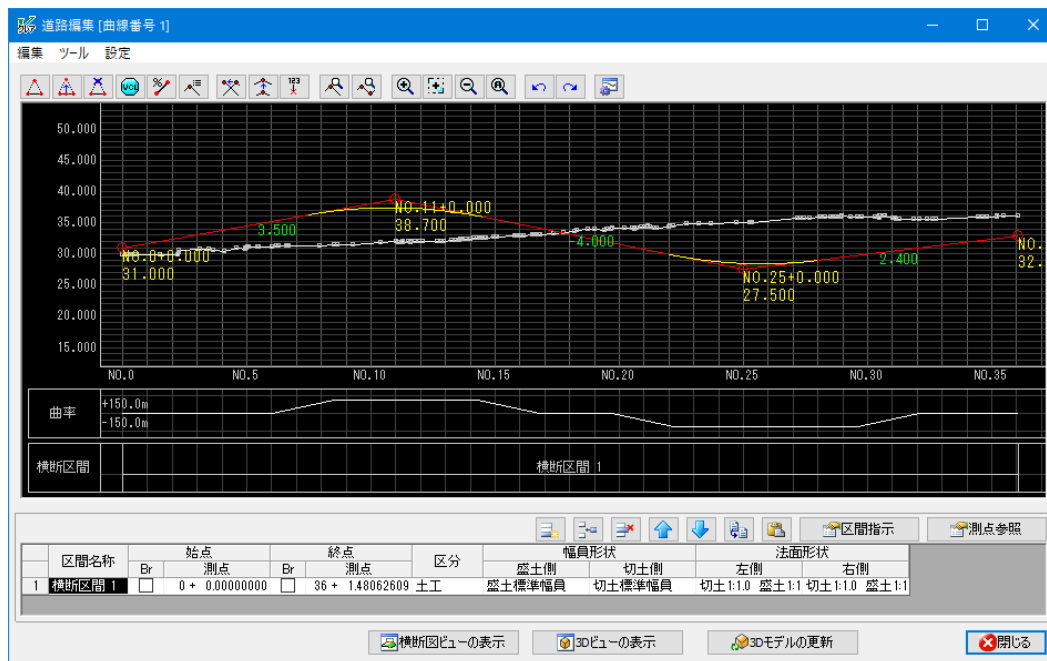 道路編集 [曲線番号 1]
編集 ツール 設定
VCL % 123
50.000
45.000
40.000
35.000
30.000
25.000
20.000
15.000
NO.11+0.000
38.700
3.500
NO.0+0.000
31.000
4.000
NO.25+0.000
27.500
2.400
NO.
32.
NO.0 NO.5 NO.10 NO.15 NO.20 NO.25 NO.30 NO.35
曲率
+150.0m
-150.0m
横断区間 横断区間 1
区間指示 測点参照
区間名称 始点 終点 区分 幅員形状 法面形状
Br 測点 Br 測点 盛土側 切土側 左側 右側
1 横断区間 1 0 + 0.00000000 36 + 1.48062609 土工 盛土標準幅員 切土標準幅員 切土1:1.0 盛土1:1 切土1:1.0 盛土1:1
横断図ビューの表示 3Dビューの表示 3Dモデルの更新 閉じる